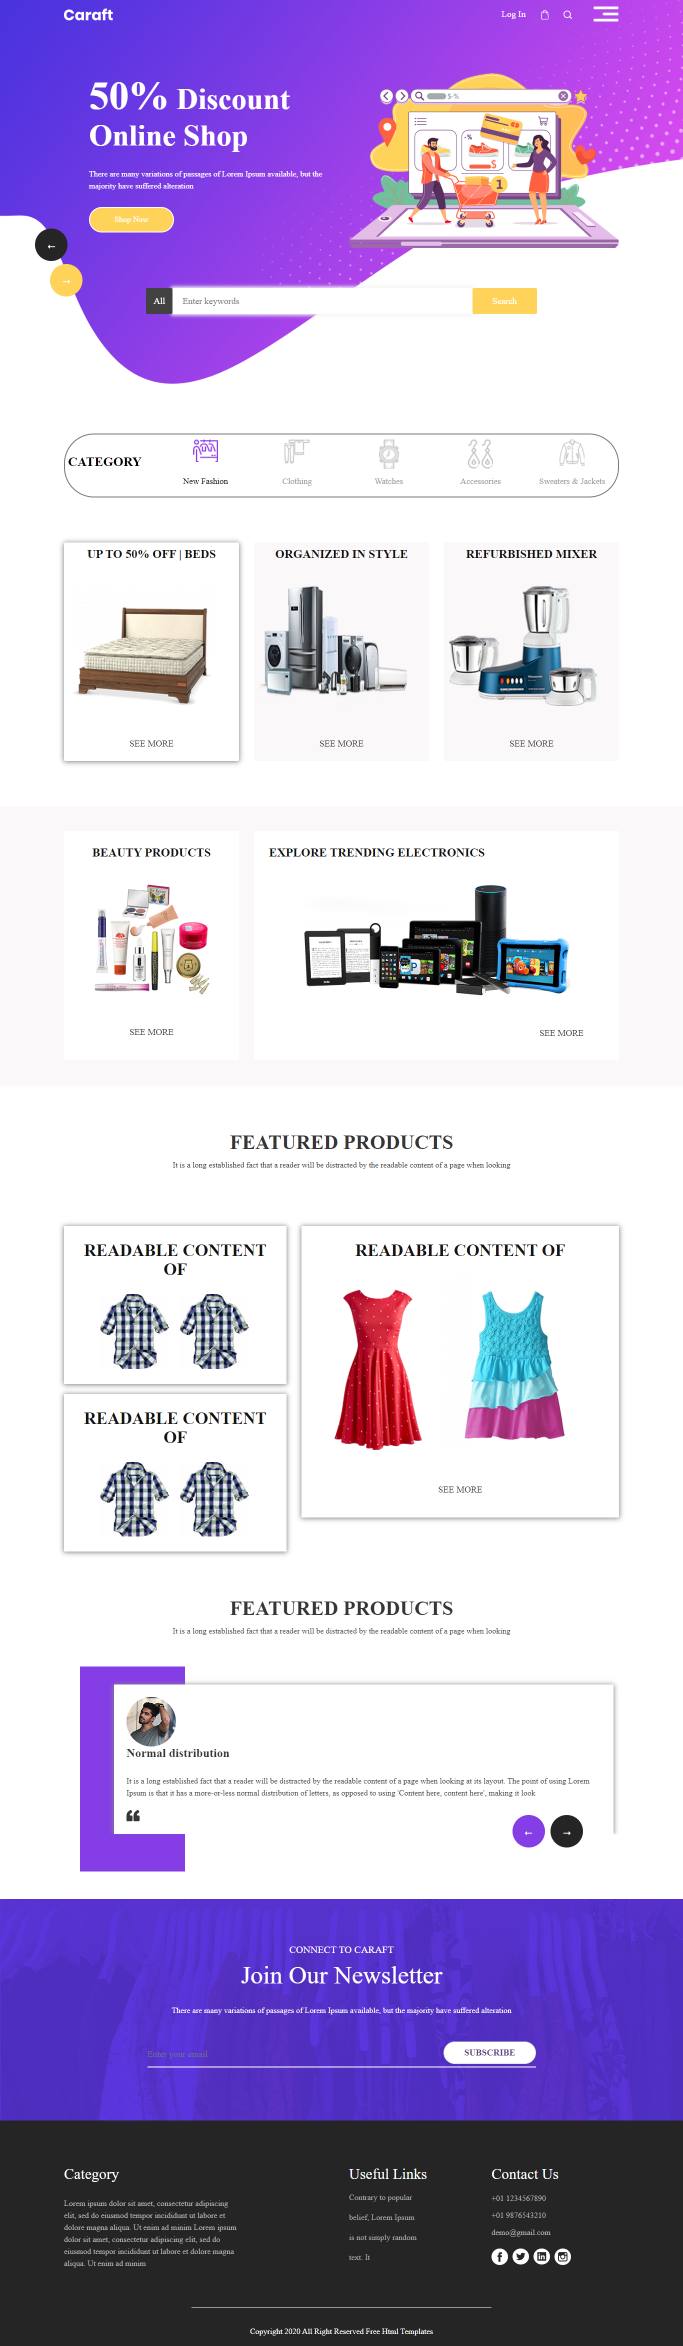 Caraft
Log In
50% Discount
Online Shop
There are many variations of passages of Lorem Ipsum available, but the
majority have suffered alteration
Shop Now
←
→
All
Enter keywords
Search
CATEGORY
New Fashion
Clothing
Watches
Accessories
Sweaters & Jackets
UP TO 50% OFF | BEDS
ORGANIZED IN STYLE
REFURBISHED MIXER
SEE MORE
SEE MORE
SEE MORE
BEAUTY PRODUCTS
EXPLORE TRENDING ELECTRONICS
SEE MORE
SEE MORE
FEATURED PRODUCTS
It is a long established fact that a reader will be distracted by the readable content of a page when looking
READABLE CONTENT
OF
READABLE CONTENT OF
READABLE CONTENT
OF
SEE MORE
FEATURED PRODUCTS
It is a long established fact that a reader will be distracted by the readable content of a page when looking
Normal distribution
It is a long established fact that a reader will be distracted by the readable content of a page when looking at its layout. The point of using Lorem
Ipsum is that it has a more-or-less normal distribution of letters, as opposed to using 'Content here, content here', making it look
←
→
CONNECT TO CARAFT
Join Our Newsletter
There are many variations of passages of Lorem Ipsum available, but the majority have suffered alteration
Enter your email
SUBSCRIBE
Category
Lorem ipsum dolor sit amet, consectetur adipiscing
elit, sed do eiusmod tempor incididunt ut labore et
dolore magna aliqua. Ut enim ad minim Lorem ipsum
dolor sit amet, consectetur adipiscing elit, sed do
eiusmod tempor incididunt ut labore et dolore magna
aliqua. Ut enim ad minim
Useful Links
Contrary to popular
belief, Lorem Ipsum
is not simply random
text. It
Contact Us
+01 1234567890
+01 9876543210
demo@gmail.com
Copyright 2020 All Right Reserved Free Html Templates